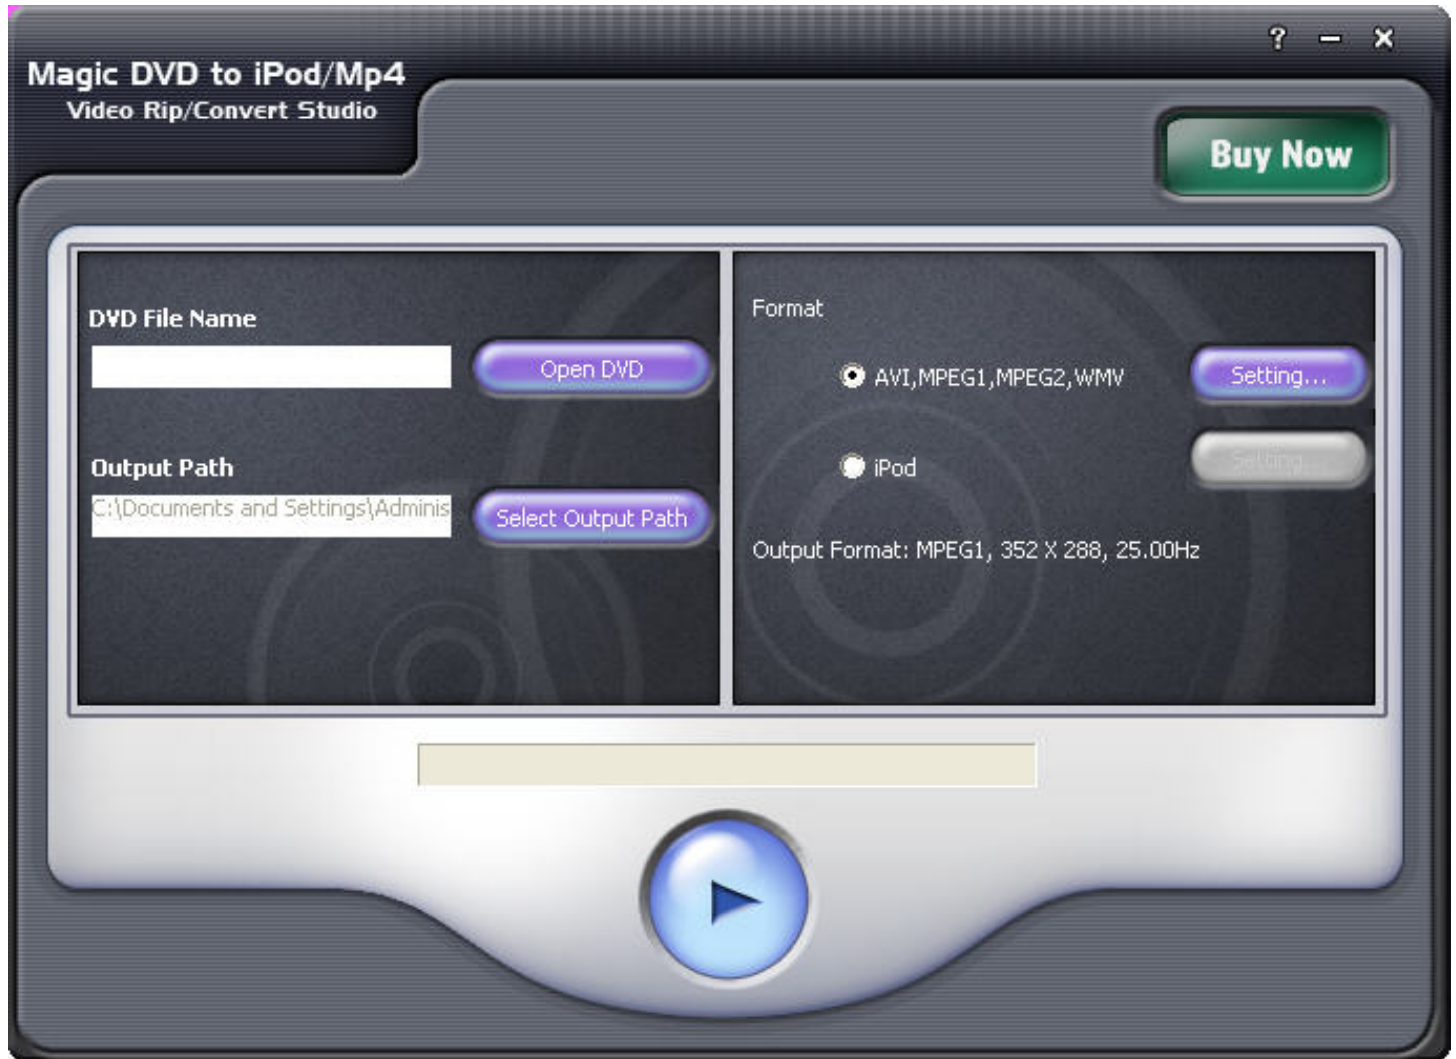 ?
Magic DVD to iPod/Mp4
Video Rip/Convert Studio
Buy Now
DVD File Name
Open DVD
Output Path
C:\Documents and Settings\Adminis
Select Output Path
Format
AVI,MPEG1,MPEG2,WMV
Setting...
iPod
Setting...
Output Format: MPEG1, 352 X 288, 25.00Hz